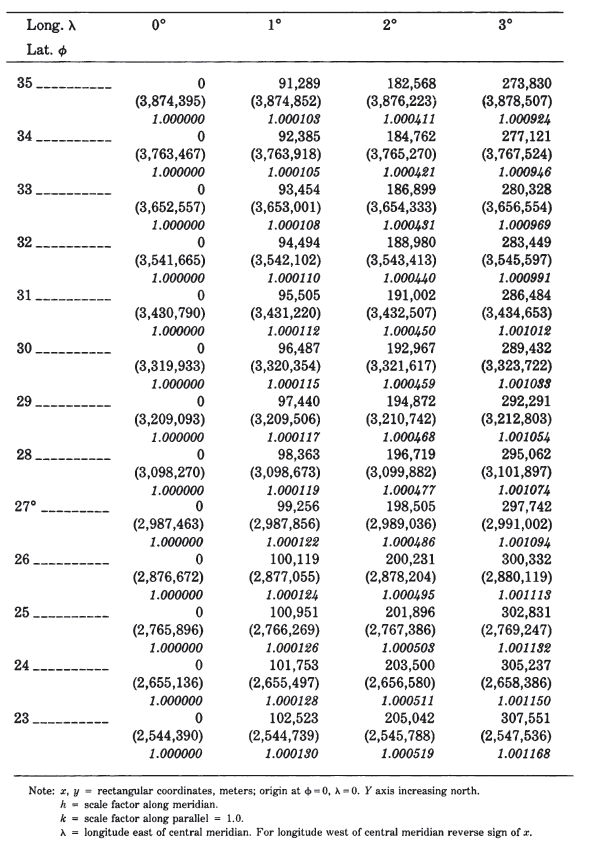 Long. λ 0° 1° 2° 3°
Lat. ϕ
35 __________ 0 91,289 182,568 273,830
(3,874,395) (3,874,852) (3,876,223) (3,878,507)
1.000000 1.000103 1.000411 1.000924
34 __________ 0 92,385 184,762 277,121
(3,763,467) (3,763,918) (3,765,270) (3,767,524)
1.000000 1.000105 1.000421 1.000946
33 __________ 0 93,454 186,899 280,328
(3,652,557) (3,653,001) (3,654,333) (3,656,554)
1.000000 1.000108 1.000431 1.000969
32 __________ 0 94,494 188,980 283,449
(3,541,665) (3,542,102) (3,543,413) (3,545,597)
1.000000 1.000110 1.000440 1.000991
31 __________ 0 95,505 191,002 286,484
(3,430,790) (3,431,220) (3,432,507) (3,434,653)
1.000000 1.000112 1.000450 1.001012
30 __________ 0 96,487 192,967 289,432
(3,319,933) (3,320,354) (3,321,617) (3,323,722)
1.000000 1.000115 1.000459 1.001033
29 __________ 0 97,440 194,872 292,291
(3,209,093) (3,209,506) (3,210,742) (3,212,803)
1.000000 1.000117 1.000468 1.001054
28 __________ 0 98,363 196,719 295,062
(3,098,270) (3,098,673) (3,099,882) (3,101,897)
1.000000 1.000119 1.000477 1.001074
27° _________ 0 99,256 198,505 297,742
(2,987,463) (2,987,856) (2,989,036) (2,991,002)
1.000000 1.000122 1.000486 1.001094
26 __________ 0 100,119 200,231 300,332
(2,876,672) (2,877,055) (2,878,204) (2,880,119)
1.000000 1.000124 1.000495 1.001113
25 __________ 0 100,951 201,896 302,831
(2,765,896) (2,766,269) (2,767,386) (2,769,247)
1.000000 1.000126 1.000503 1.001132
24 __________ 0 101,753 203,500 305,237
(2,655,136) (2,655,497) (2,656,580) (2,658,386)
1.000000 1.000128 1.000511 1.001150
23 __________ 0 102,523 205,042 307,551
(2,544,390) (2,544,739) (2,545,788) (2,547,536)
1.000000 1.000130 1.000519 1.001168
Note: x, y = rectangular coordinates, meters; origin at ϕ = 0, λ = 0. Y axis increasing north.
h = scale factor along meridian.
k = scale factor along parallel = 1.0.
λ = longitude east of central meridian. For longitude west of central meridian reverse sign of x.